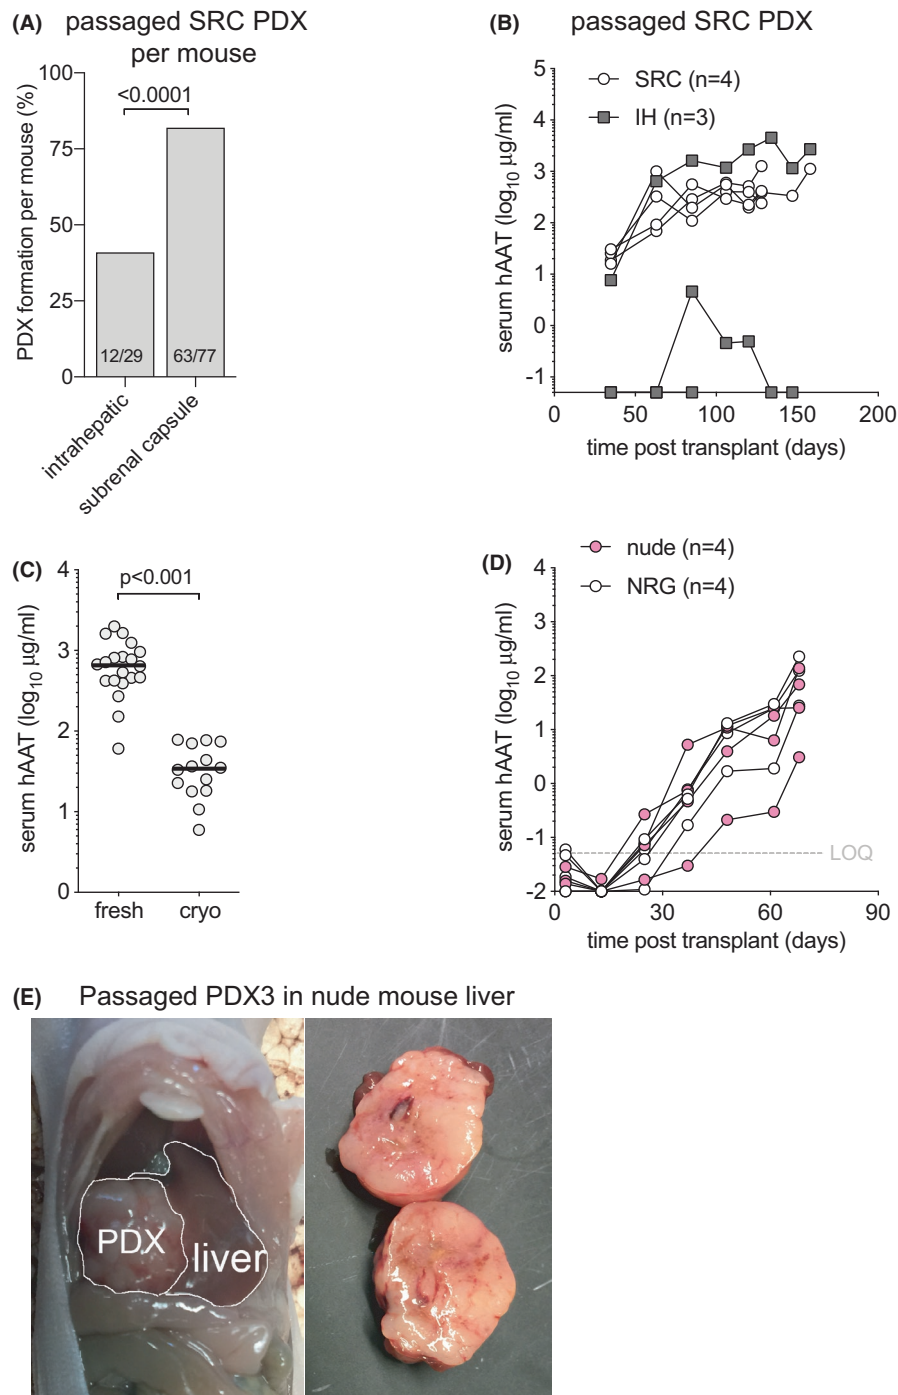 (A) passaged SRC PDX
per mouse
PDX formation per mouse (%)
100
75
50
25
0
<0.0001
12/29
63/77
intrahepatic
subrenal capsule
(B) passaged SRC PDX
SRC (n=4)
IH (n=3)
serum hAAT (log10 µg/ml)
5
4
3
2
1
0
-1
0 50 100 150 200
time post transplant (days)
(C)
p<0.001
serum hAAT (log10 µg/ml)
4
3
2
1
0
fresh cryo
(D)
nude (n=4)
NRG (n=4)
serum hAAT (log10 µg/ml)
4
3
2
1
0
-1
-2
LOQ
0 30 60 90
time post transplant (days)
(E) Passaged PDX3 in nude mouse liver
PDX
liver